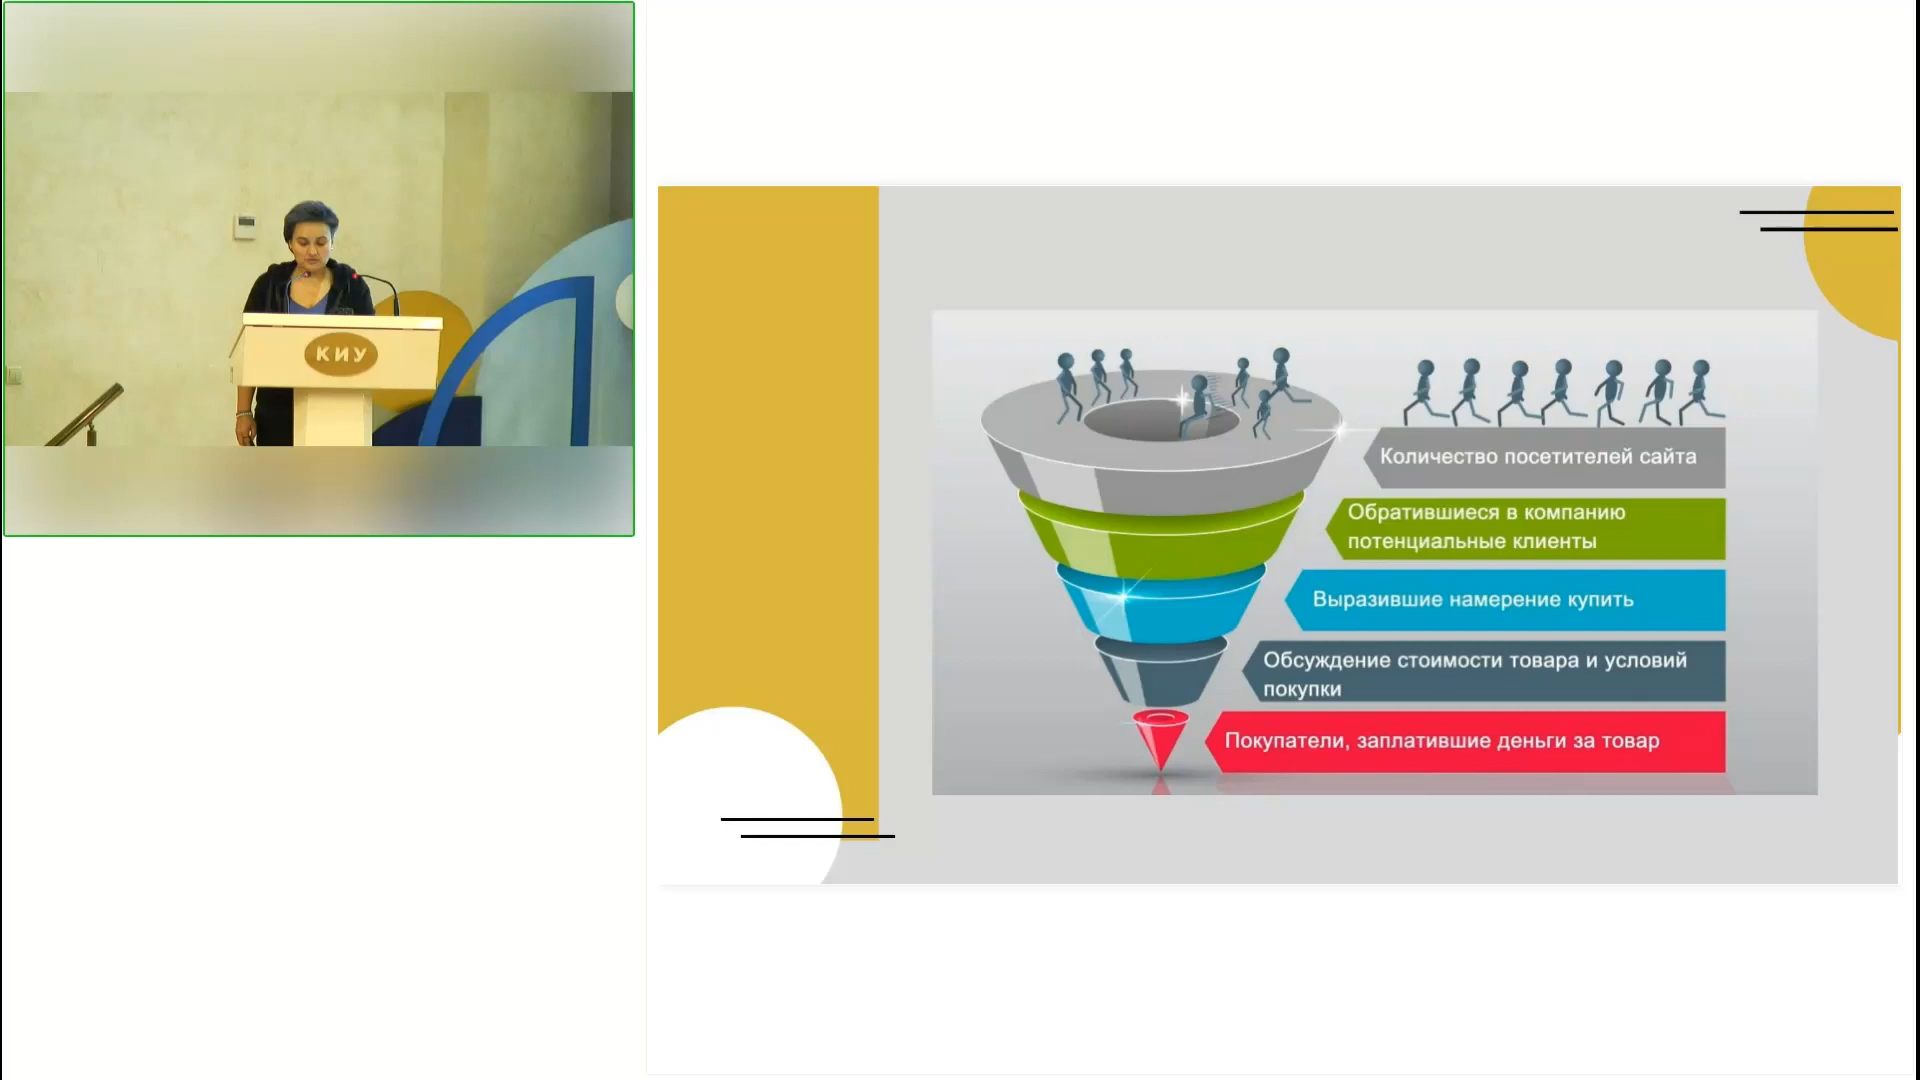 КИУ
Количество посетителей сайта
Обратившиеся в компанию
потенциальные клиенты
Выразившие намерение купить
Обсуждение стоимости товара и условий
покупки
Покупатели, заплатившие деньги за товар